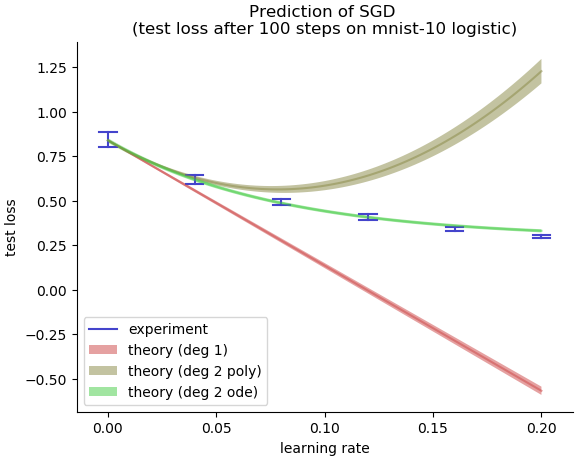 Prediction of SGD
(test loss after 100 steps on mnist-10 logistic)
test loss
1.25
1.00
0.75
0.50
0.25
0.00
−0.25
−0.50
experiment
theory (deg 1)
theory (deg 2 poly)
theory (deg 2 ode)
0.00 0.05 0.10 0.15 0.20
learning rate